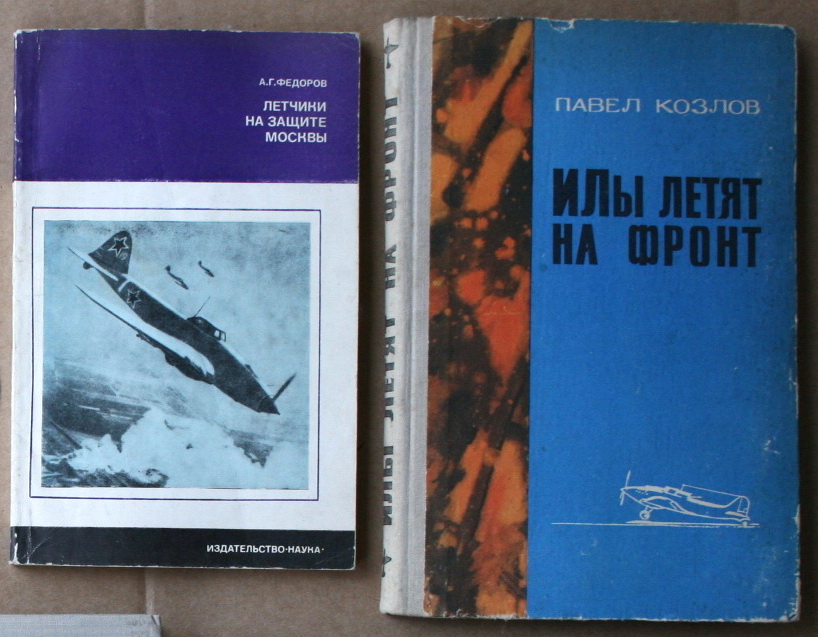 А.Г.ФЕДОРОВ
ЛЕТЧИКИ
НА ЗАЩИТЕ
МОСКВЫ
ИЗДАТЕЛЬСТВО·НАУКА·
ИЛЫ ЛЕТЯТ НА ФРОНТ
ПАВЕЛ КОЗЛОВ
ИЛы ЛЕТЯТ
НА ФРОНТ